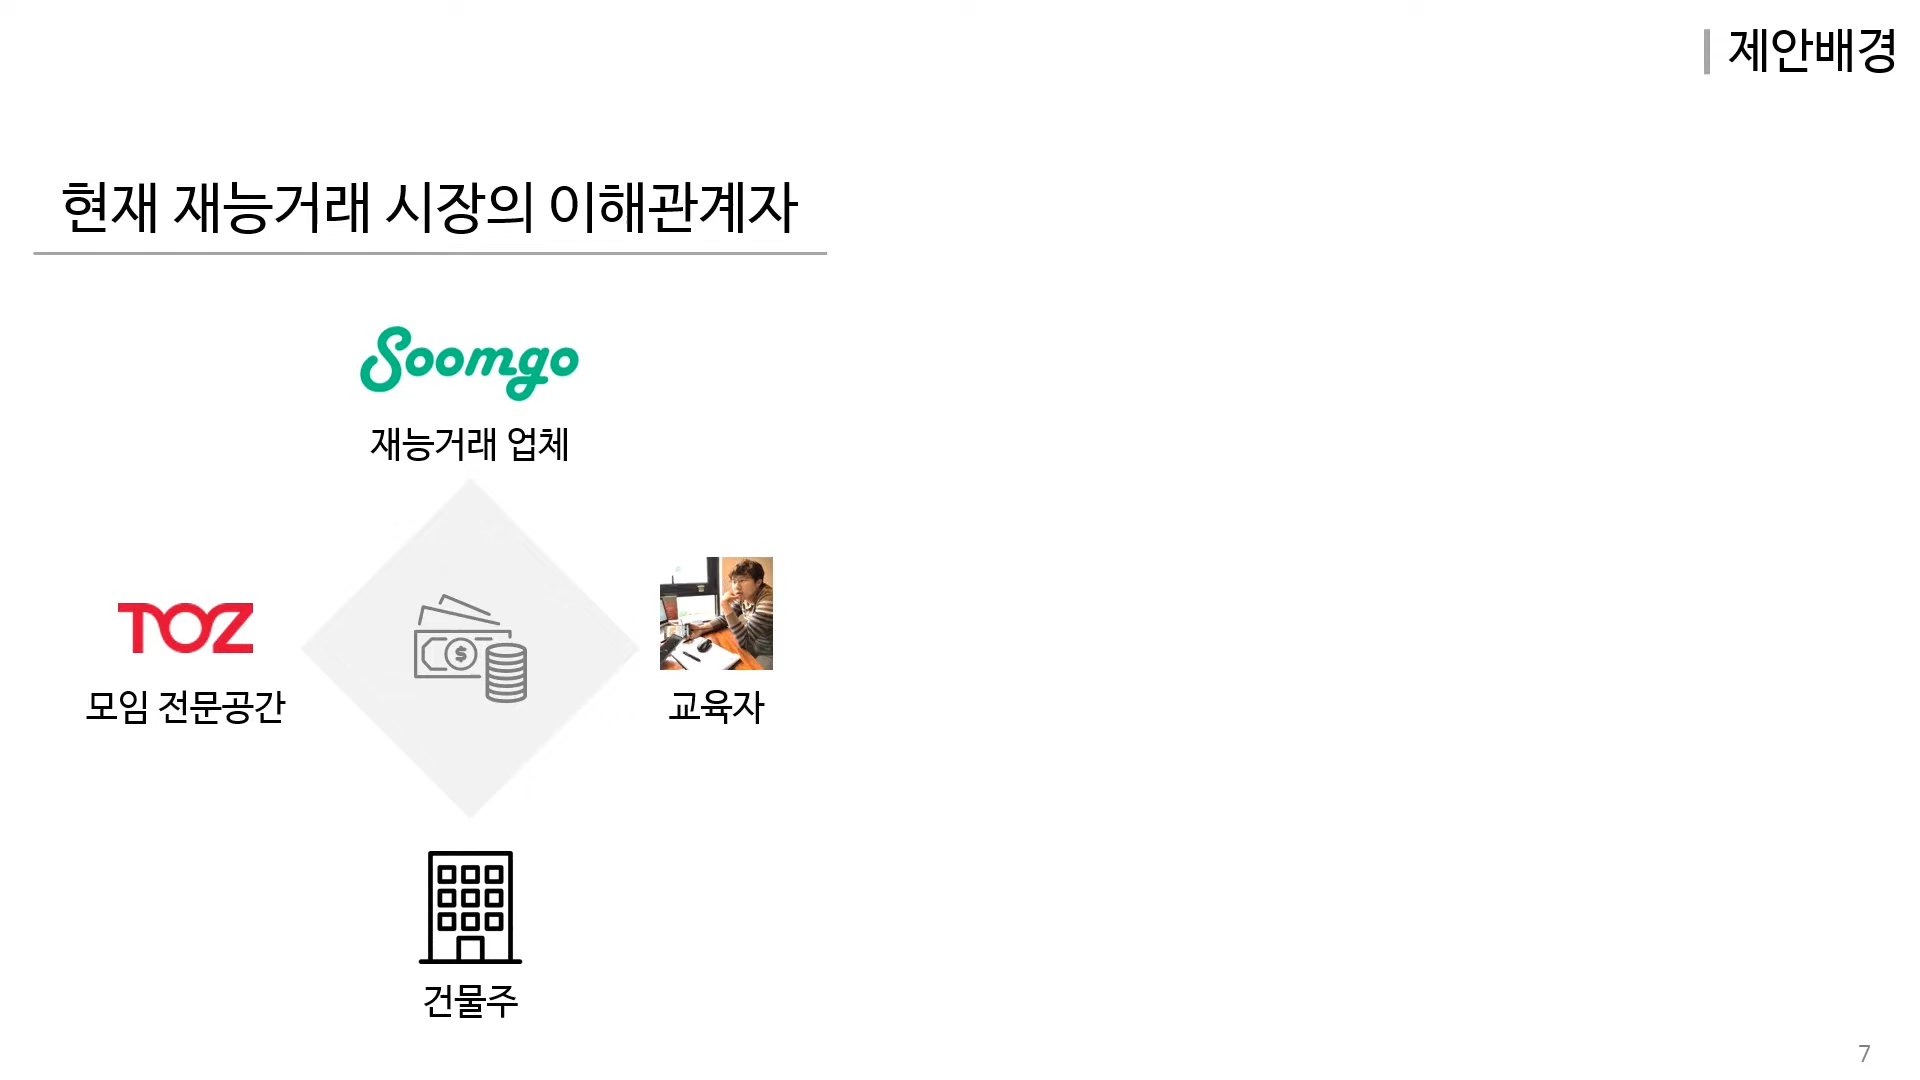 제안배경
현재 재능거래 시장의 이해관계자
Soomgo
재능거래 업체
TOZ
모임 전문공간
$
교육자
건물주
7